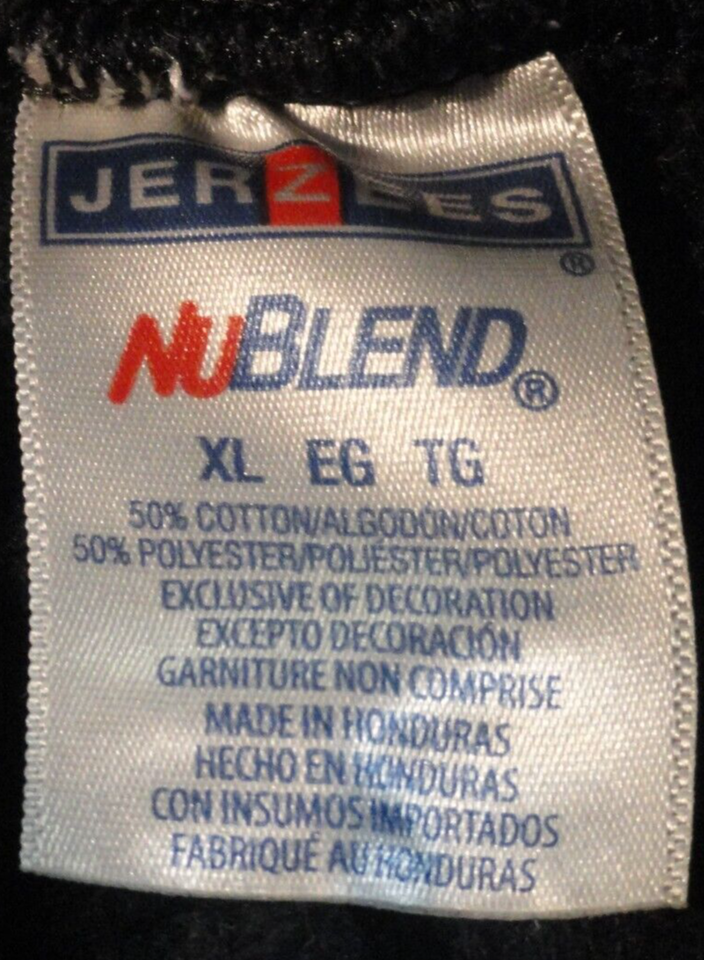 JERZEES®
NUBLEND®
XL EG TG
50% COTTON/ALGODÓN/COTON
50% POLYESTER/POLIÉSTER/POLYESTER
EXCLUSIVE OF DECORATION
EXCEPTO DECORACIÓN
GARNITURE NON COMPRISE
MADE IN HONDURAS
HECHO EN HONDURAS
CON INSUMOS IMPORTADOS
FABRIQUÉ AU HONDURAS